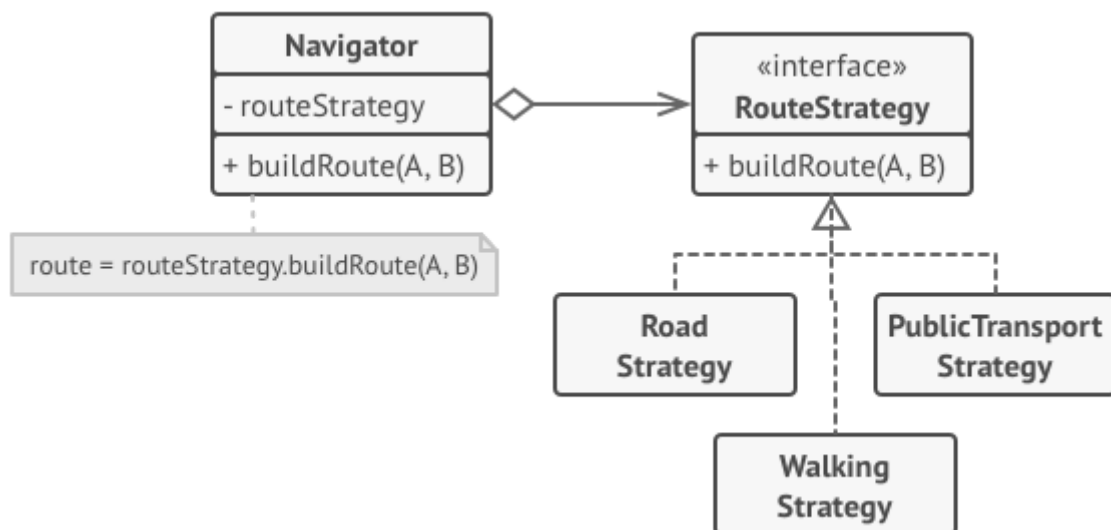 Navigator
- routeStrategy
+ buildRoute(A, B)
route = routeStrategy.buildRoute(A, B)
«interface»
RouteStrategy
+ buildRoute(A, B)
Road
Strategy
PublicTransport
Strategy
Walking
Strategy